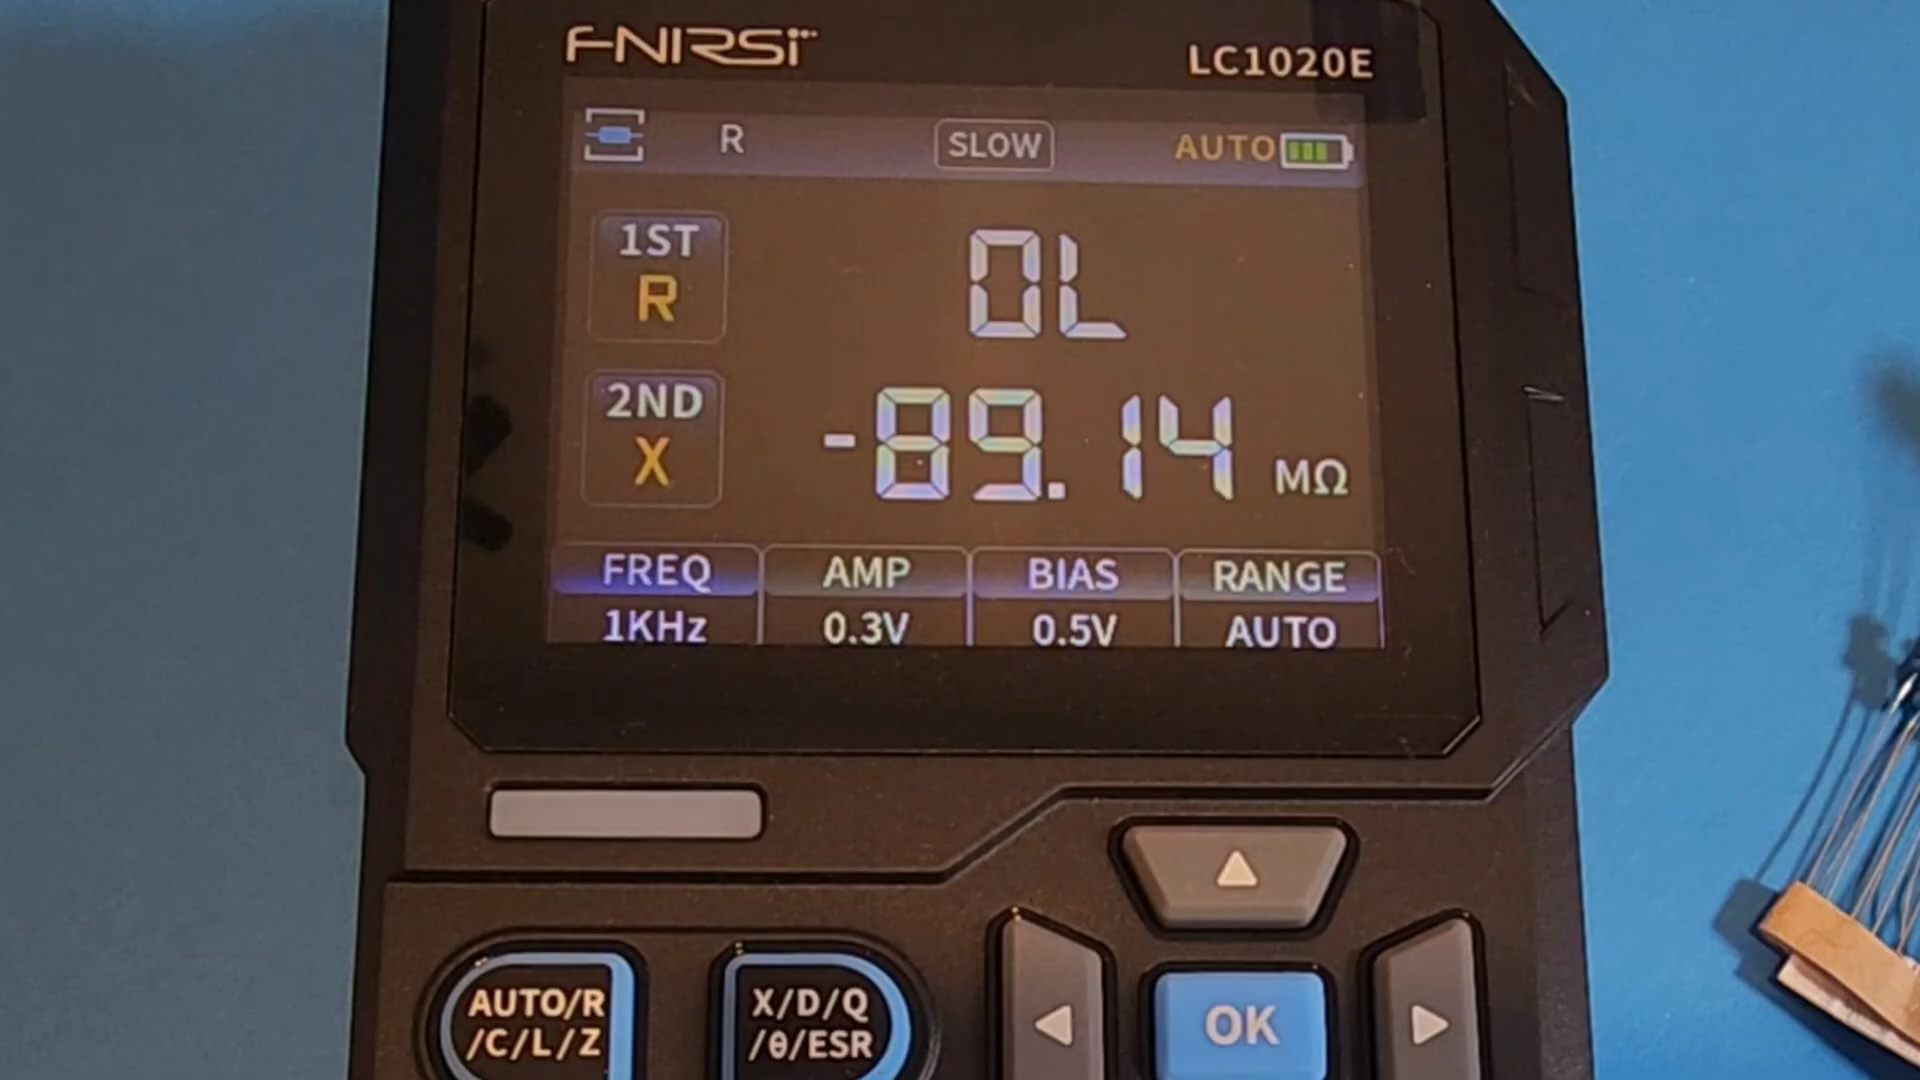 FNIRSI
LC1020E
R SLOW AUTO
1ST
R
0L
2ND
X
-89.14 MΩ
FREQ AMP BIAS RANGE
1KHz 0.3V 0.5V AUTO
AUTO/R
/C/L/Z
X/D/Q
/θ/ESR
OK